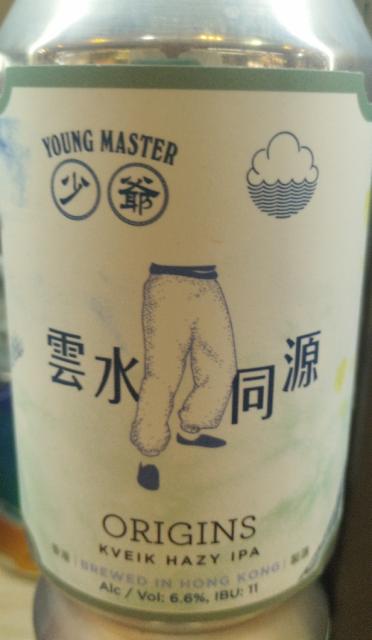 YOUNG MASTER
少爺
雲水同源
ORIGINS
KVEIK HAZY IPA
香港 BREWED IN HONG KONG 製造
Alc / Vol: 6.6%, IBU: 11